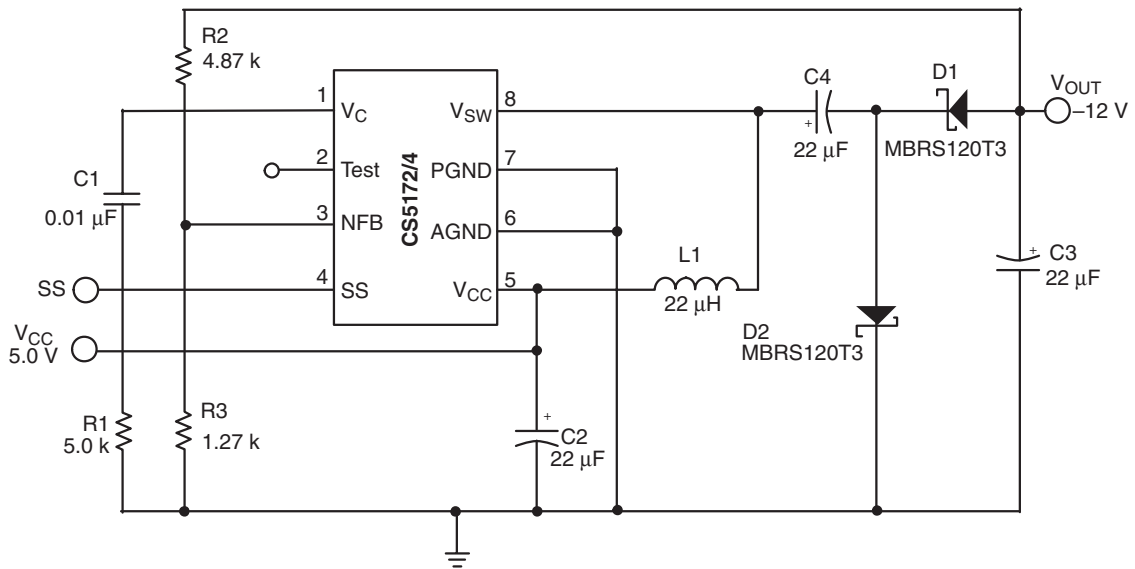 R2
4.87 k
C1
0.01 μF
SS
V_CC
5.0 V
R1
5.0 k
R3
1.27 k
1
2
3
4
V_C
Test
NFB
SS
CS5172/4
V_SW
PGND
AGND
V_CC
8
7
6
5
L1
22 μH
+
C2
22 μF
C4
+
22 μF
D1
MBRS120T3
D2
MBRS120T3
V_OUT
–12 V
+
C3
22 μF